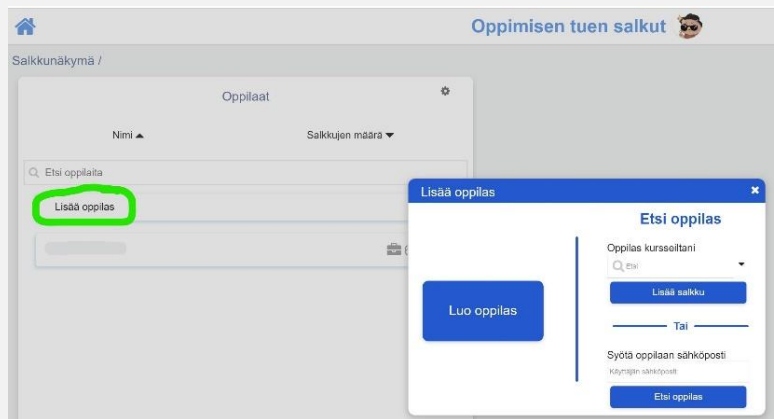 Oppimisen tuen salkut
Salkkunäkymä /
Oppilaat
Nimi ▲ Salkkujen määrä ▼
Etsi oppilaita
Lisää oppilas
Lisää oppilas
Luo oppilas
Etsi oppilas
Oppilas kursseiltani
Etsi
Lisää salkku
Tai
Syötä oppilaan sähköposti
Käyttäjän sähköposti
Etsi oppilas